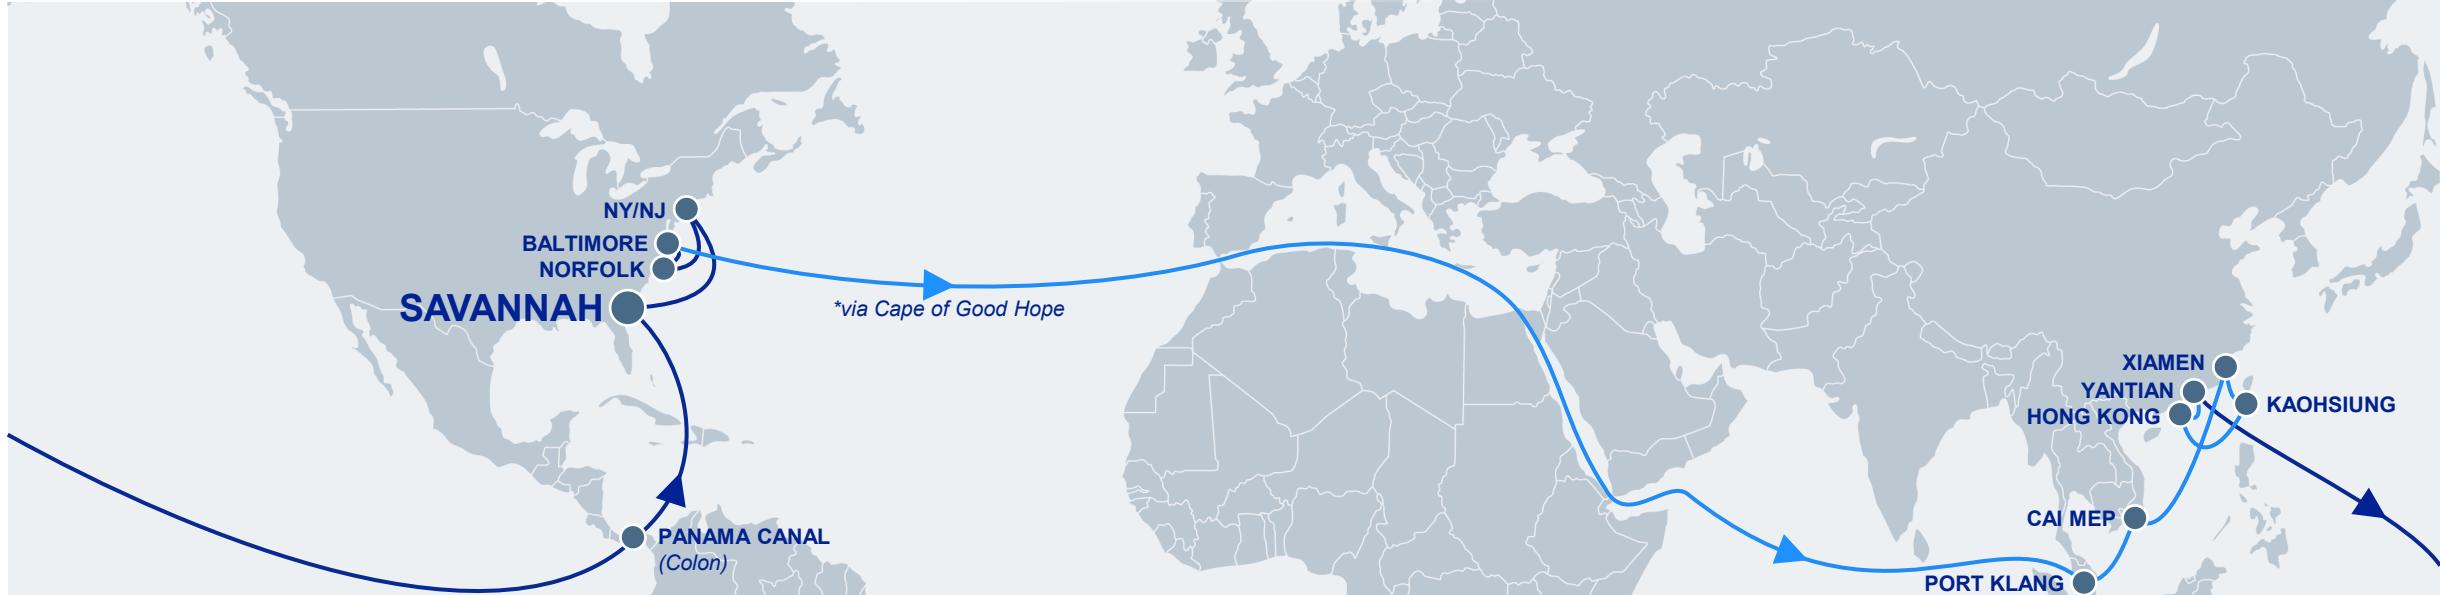 NY/NJ
BALTIMORE
NORFOLK
SAVANNAH
*via Cape of Good Hope
PANAMA CANAL
(Colon)
XIAMEN
YANTIAN
HONG KONG
KAOHSIUNG
CAI MEP
PORT KLANG